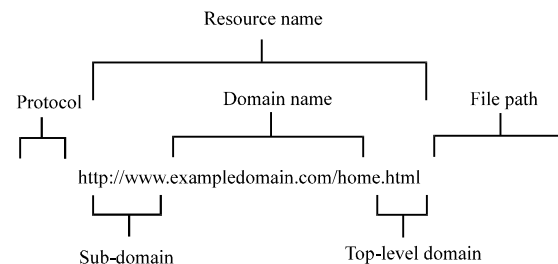 Resource name
Protocol
Domain name
File path
http://www.exampledomain.com/home.html
Sub-domain
Top-level domain